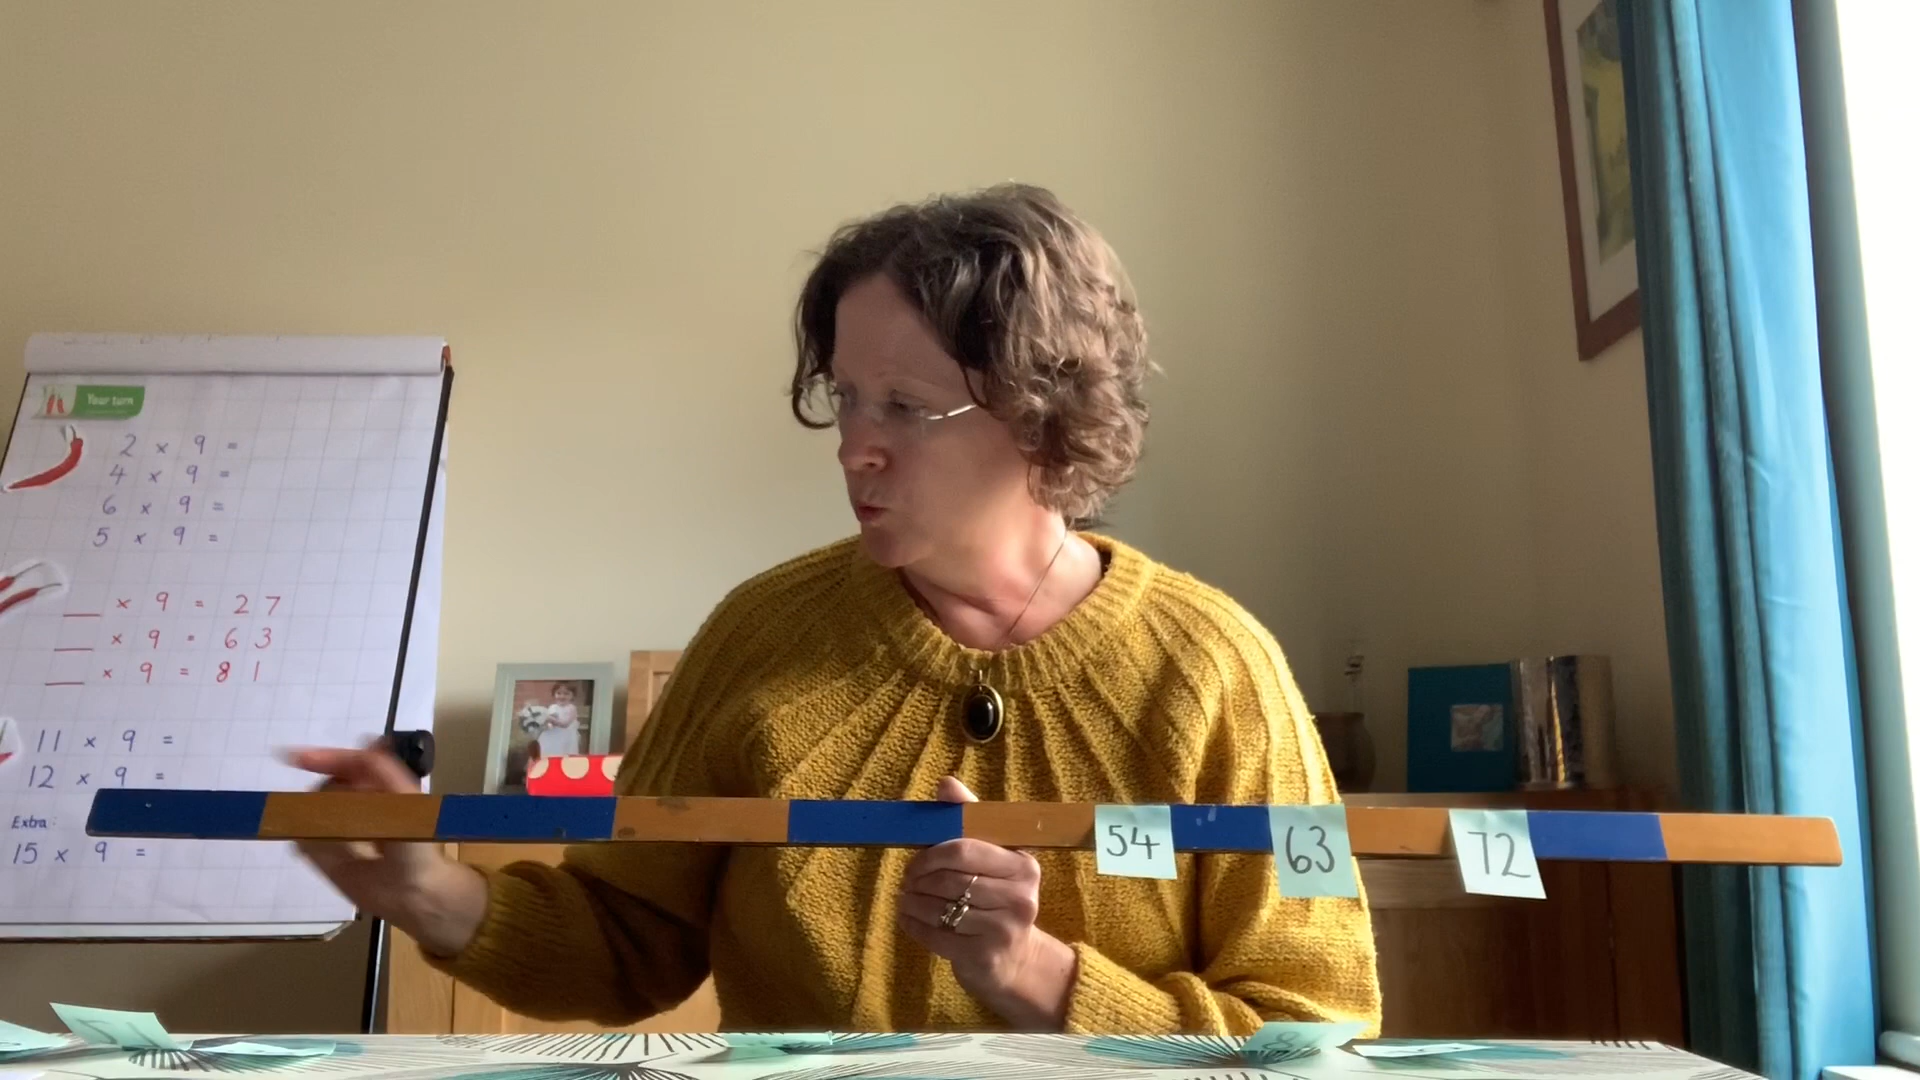 Your turn
2 x 9 =
4 x 9 =
6 x 9 =
5 x 9 =
__ x 9 = 27
__ x 9 = 63
__ x 9 = 81
11 x 9 =
12 x 9 =
Extra:
15 x 9 =
54 63 72